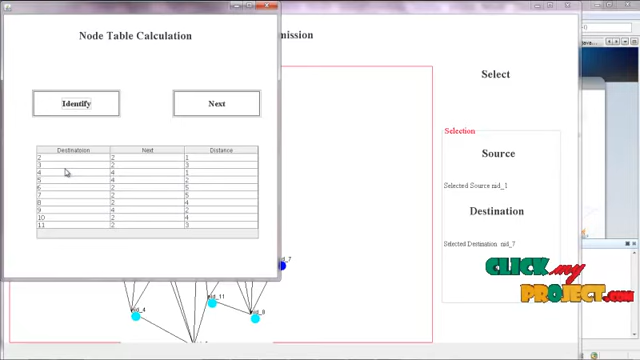 Node Table Calculation
mission
Identify
Next
Select
Selection
Source
Selected Source nid_1
Destination
Selected Destination nid_7
Destinatoion Next Distance
2 2 1
3 2 3
4 4 1
5 4 2
6 2 5
7 2 5
8 2 4
9 4 2
10 2 4
11 2 3
nid_7
nid_4
nid_11
nid_9
CLICK my
PROJECT.COM